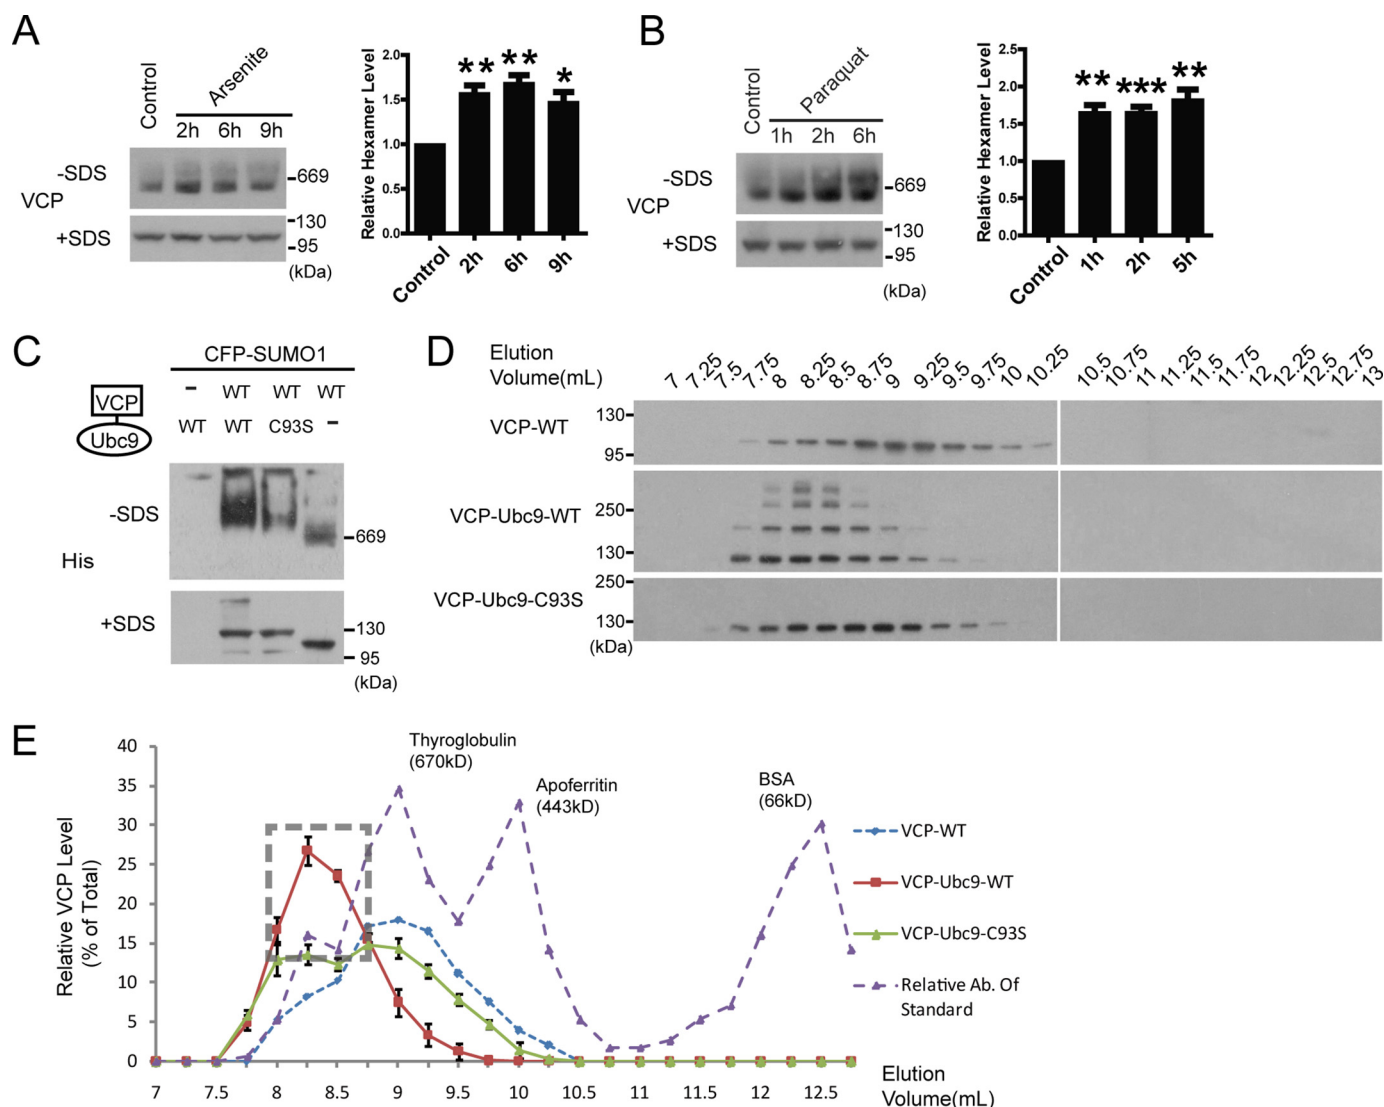 A
Control
Arsenite
2h 6h 9h
-SDS
VCP
+SDS
669
130
95
(kDa)
Relative Hexamer Level
2.0
1.5
1.0
0.5
0.0
** ** *
Control 2h 6h 9h
B
Control
Paraquat
1h 2h 6h
-SDS
VCP
+SDS
669
130
95
(kDa)
Relative Hexamer Level
2.5
2.0
1.5
1.0
0.5
0.0
** *** **
Control 1h 2h 5h
C
CFP-SUMO1
- WT WT WT
VCP
Ubc9
WT WT C93S -
-SDS
His
+SDS
669
130
95
(kDa)
D
Elution
Volume(mL)
7 7.25 7.5 7.75 8 8.25 8.5 8.75 9 9.25 9.5 9.75 10 10.25 10.5 10.75 11 11.25 11.5 11.75 12 12.25 12.5 12.75 13
VCP-WT
130
95
VCP-Ubc9-WT
250
130
VCP-Ubc9-C93S
250
130
(kDa)
E
Relative VCP Level
(% of Total)
40
35
30
25
20
15
10
5
0
Thyroglobulin
(670kD)
Apoferritin
(443kD)
BSA
(66kD)
VCP-WT
VCP-Ubc9-WT
VCP-Ubc9-C93S
Relative Ab. Of
Standard
7 7.5 8 8.5 9 9.5 10 10.5 11 11.5 12 12.5
Elution
Volume(mL)